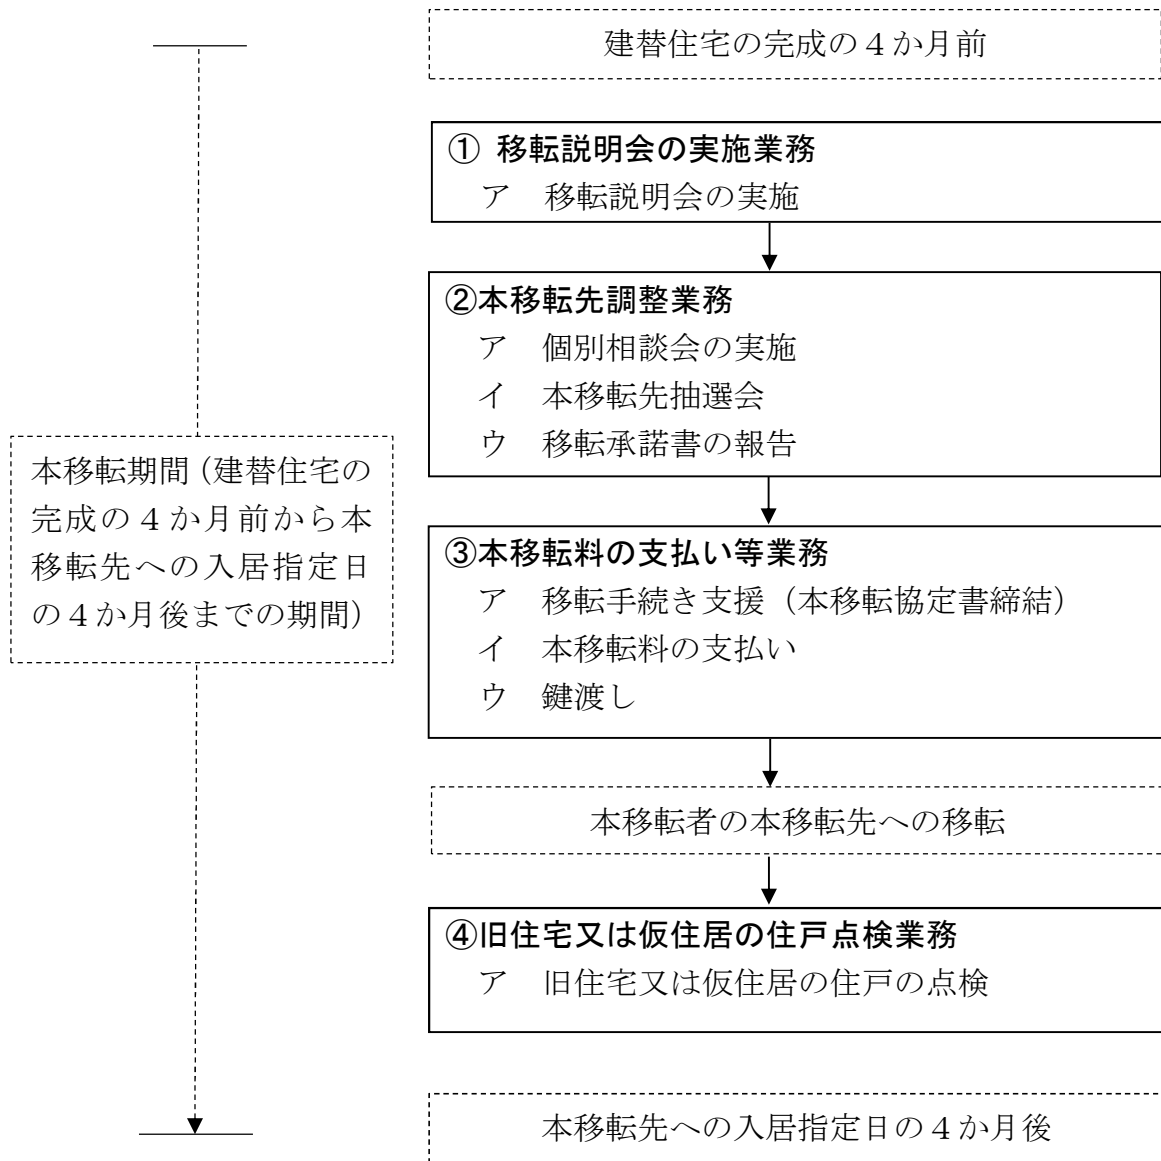 建替住宅の完成の４か月前
① 移転説明会の実施業務
ア　移転説明会の実施
②本移転先調整業務
ア　個別相談会の実施
イ　本移転先抽選会
ウ　移転承諾書の報告
本移転期間（建替住宅の
完成の４か月前から本
移転先への入居指定日
の４か月後までの期間）
③本移転料の支払い等業務
ア　移転手続き支援（本移転協定書締結）
イ　本移転料の支払い
ウ　鍵渡し
本移転者の本移転先への移転
④旧住宅又は仮住居の住戸点検業務
ア　旧住宅又は仮住居の住戸の点検
本移転先への入居指定日の４か月後